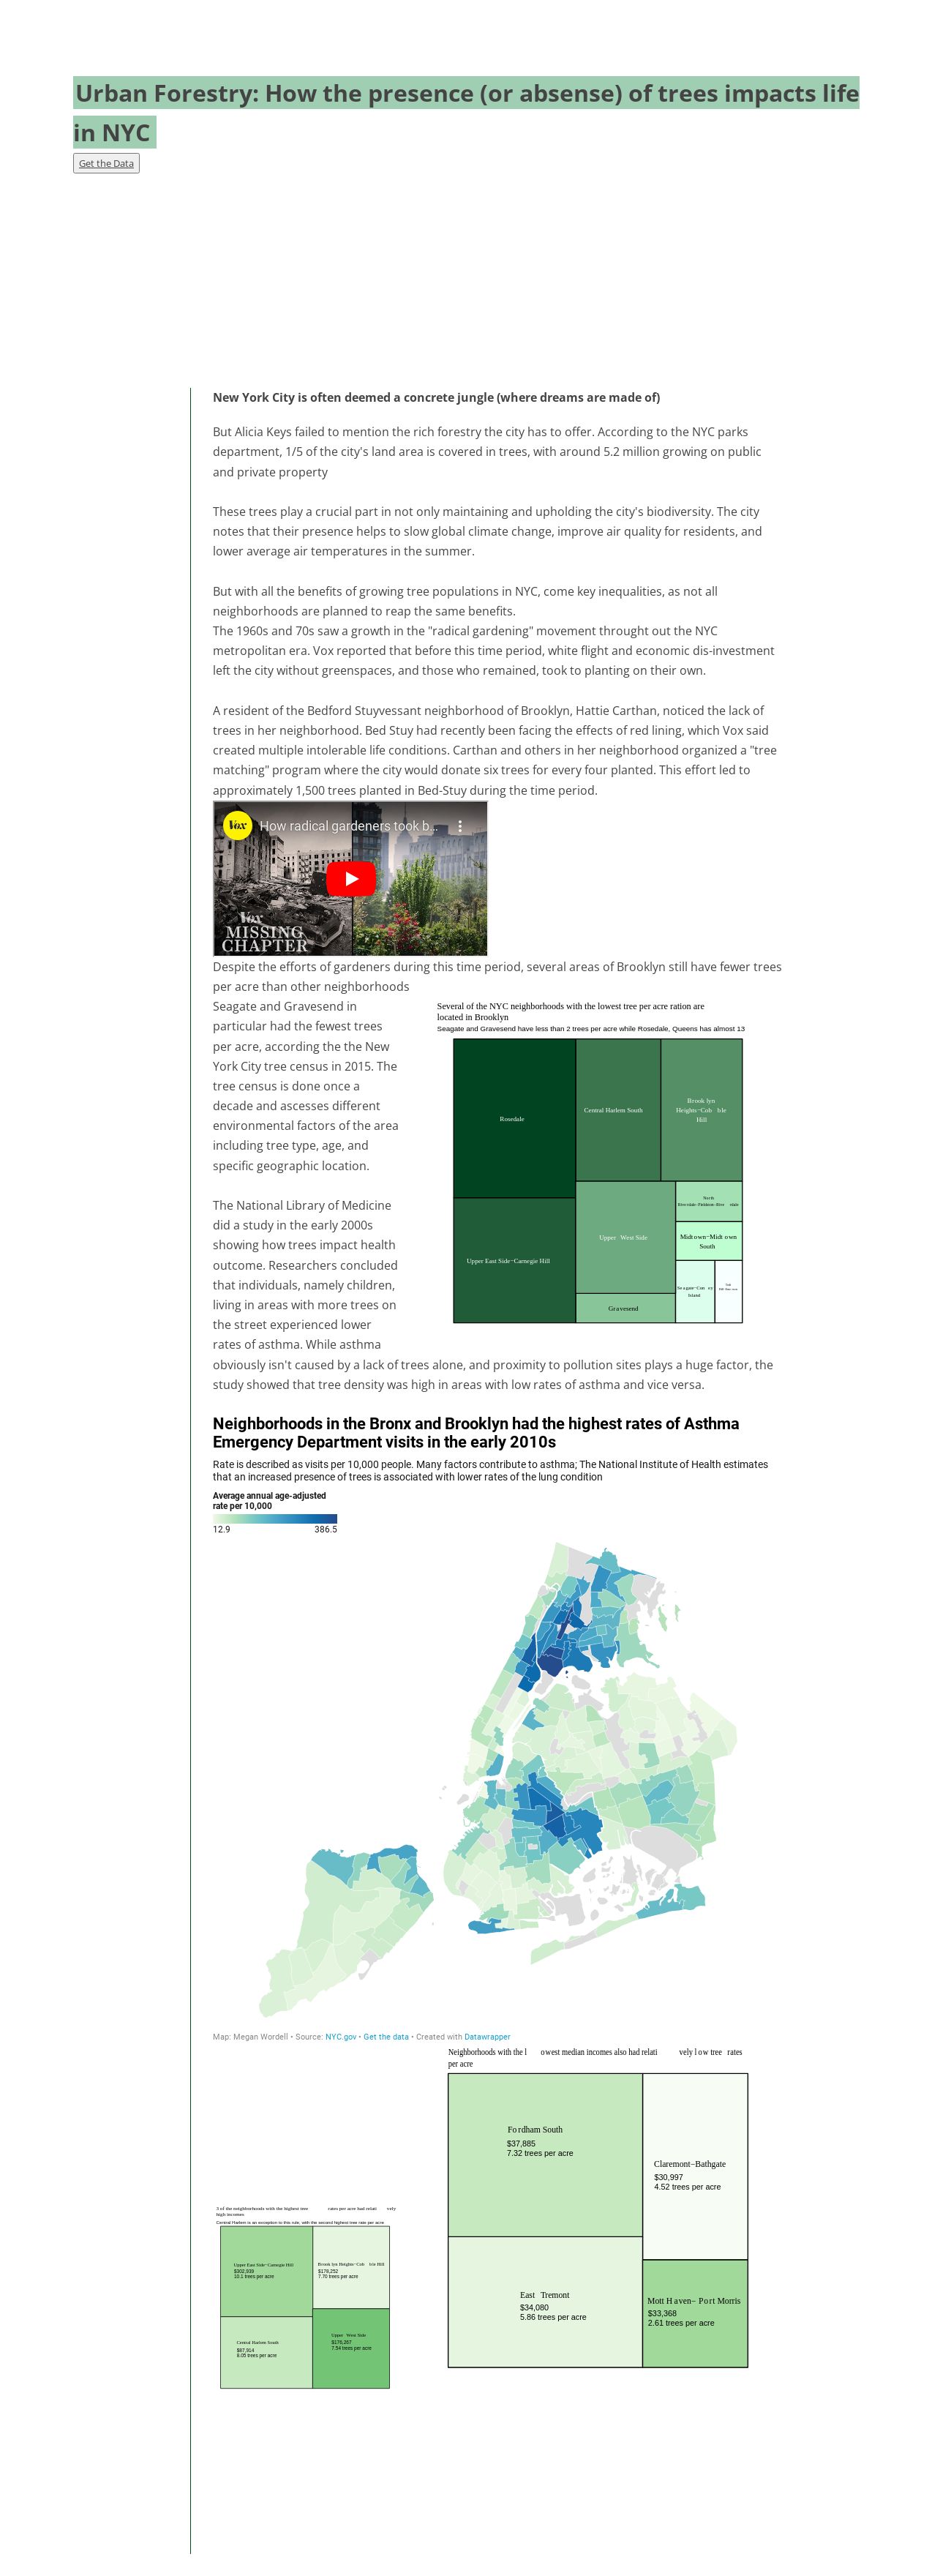 Urban Forestry: How the presence (or absense) of trees impacts life
in NYC
Get the Data
New York City is often deemed a concrete jungle (where dreams are made of)
But Alicia Keys failed to mention the rich forestry the city has to offer. According to the NYC parks
department, 1/5 of the city's land area is covered in trees, with around 5.2 million growing on public
and private property
These trees play a crucial part in not only maintaining and upholding the city's biodiversity. The city
notes that their presence helps to slow global climate change, improve air quality for residents, and
lower average air temperatures in the summer.
But with all the benefits of growing tree populations in NYC, come key inequalities, as not all
neighborhoods are planned to reap the same benefits.
The 1960s and 70s saw a growth in the "radical gardening" movement throught out the NYC
metropolitan era. Vox reported that before this time period, white flight and economic dis-investment
left the city without greenspaces, and those who remained, took to planting on their own.
A resident of the Bedford Stuyvessant neighborhood of Brooklyn, Hattie Carthan, noticed the lack of
trees in her neighborhood. Bed Stuy had recently been facing the effects of red lining, which Vox said
created multiple intolerable life conditions. Carthan and others in her neighborhood organized a "tree
matching" program where the city would donate six trees for every four planted. This effort led to
approximately 1,500 trees planted in Bed-Stuy during the time period.
Vox
How radical gardeners took b...
Vox
MISSING
CHAPTER
Despite the efforts of gardeners during this time period, several areas of Brooklyn still have fewer trees
per acre than other neighborhoods
Seagate and Gravesend in
particular had the fewest trees
per acre, according the the New
York City tree census in 2015. The
tree census is done once a
decade and ascesses different
environmental factors of the area
including tree type, age, and
specific geographic location.
The National Library of Medicine
did a study in the early 2000s
showing how trees impact health
outcome. Researchers concluded
that individuals, namely children,
living in areas with more trees on
the street experienced lower
rates of asthma. While asthma
obviously isn't caused by a lack of trees alone, and proximity to pollution sites plays a huge factor, the
study showed that tree density was high in areas with low rates of asthma and vice versa.
Several of the NYC neighborhoods with the lowest tree per acre ration are
located in Brooklyn
Seagate and Gravesend have less than 2 trees per acre while Rosedale, Queens has almost 13
Rosedale
Central Harlem South
Brook lyn
Heights−Cob ble
Hill
Upper East Side−Carnegie Hill
Upper West Side
Gravesend
North
Midtown−Midt own
South
Seagate−Con ey
Island
Neighborhoods in the Bronx and Brooklyn had the highest rates of Asthma
Emergency Department visits in the early 2010s
Rate is described as visits per 10,000 people. Many factors contribute to asthma; The National Institute of Health estimates
that an increased presence of trees is associated with lower rates of the lung condition
Average annual age-adjusted
rate per 10,000
12.9 386.5
Map: Megan Wordell • Source: NYC.gov • Get the data • Created with Datawrapper
Neighborhoods with the l owest median incomes also had relati vely l ow tree rates
per acre
Fo rdham South
$37,885
7.32 trees per acre
Claremont−Bathgate
$30,997
4.52 trees per acre
East Tremont
$34,080
5.86 trees per acre
Mott H aven− Po rt Morris
$33,368
2.61 trees per acre
3 of the neighborhoods with the highest tree rates per acre had relati vely
high incomes
Central Harlem is an exception to this rule, with the second highest tree rate per acre
Upper East Side−Carnegie Hill
10.1 trees per acre
Brook lyn Heights−Cob ble Hill
$178,252
7.70 trees per acre
Central Harlem South
8.05 trees per acre
Upper West Side
7.54 trees per acre